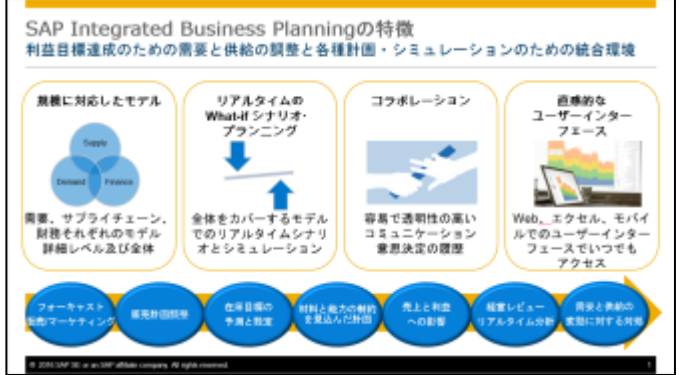 SAP Integrated Business Planningの特徴
利益目標達成のための需要と供給の調整と各種計画・シミュレーションのための統合環境
規模に対応したモデル
Supply
Demand
Finance
需要、サプライチェーン、
財務それぞれのモデル
詳細レベル及び全体
リアルタイムの
What-if シナリオ・
プランニング
全体をカバーするモデル
でのリアルタイムシナリ
オとシミュレーション
コラボレーション
容易で透明性の高い
コミュニケーション
意思決定の履歴
直感的な
ユーザーインター
フェース
Web、エクセル、モバイ
ルでのユーザーインター
フェースでいつでも
アクセス
フォーキャスト
販売/マーケティング
販売計画調整
在庫目標の
予測と設定
材料と能力の制約
を見込んだ計画
売上と利益
への影響
経営レビュー
リアルタイム分析
需要と供給の
変動に対する対処
© 2016 SAP SE or an SAP affiliate company. All rights reserved.
1